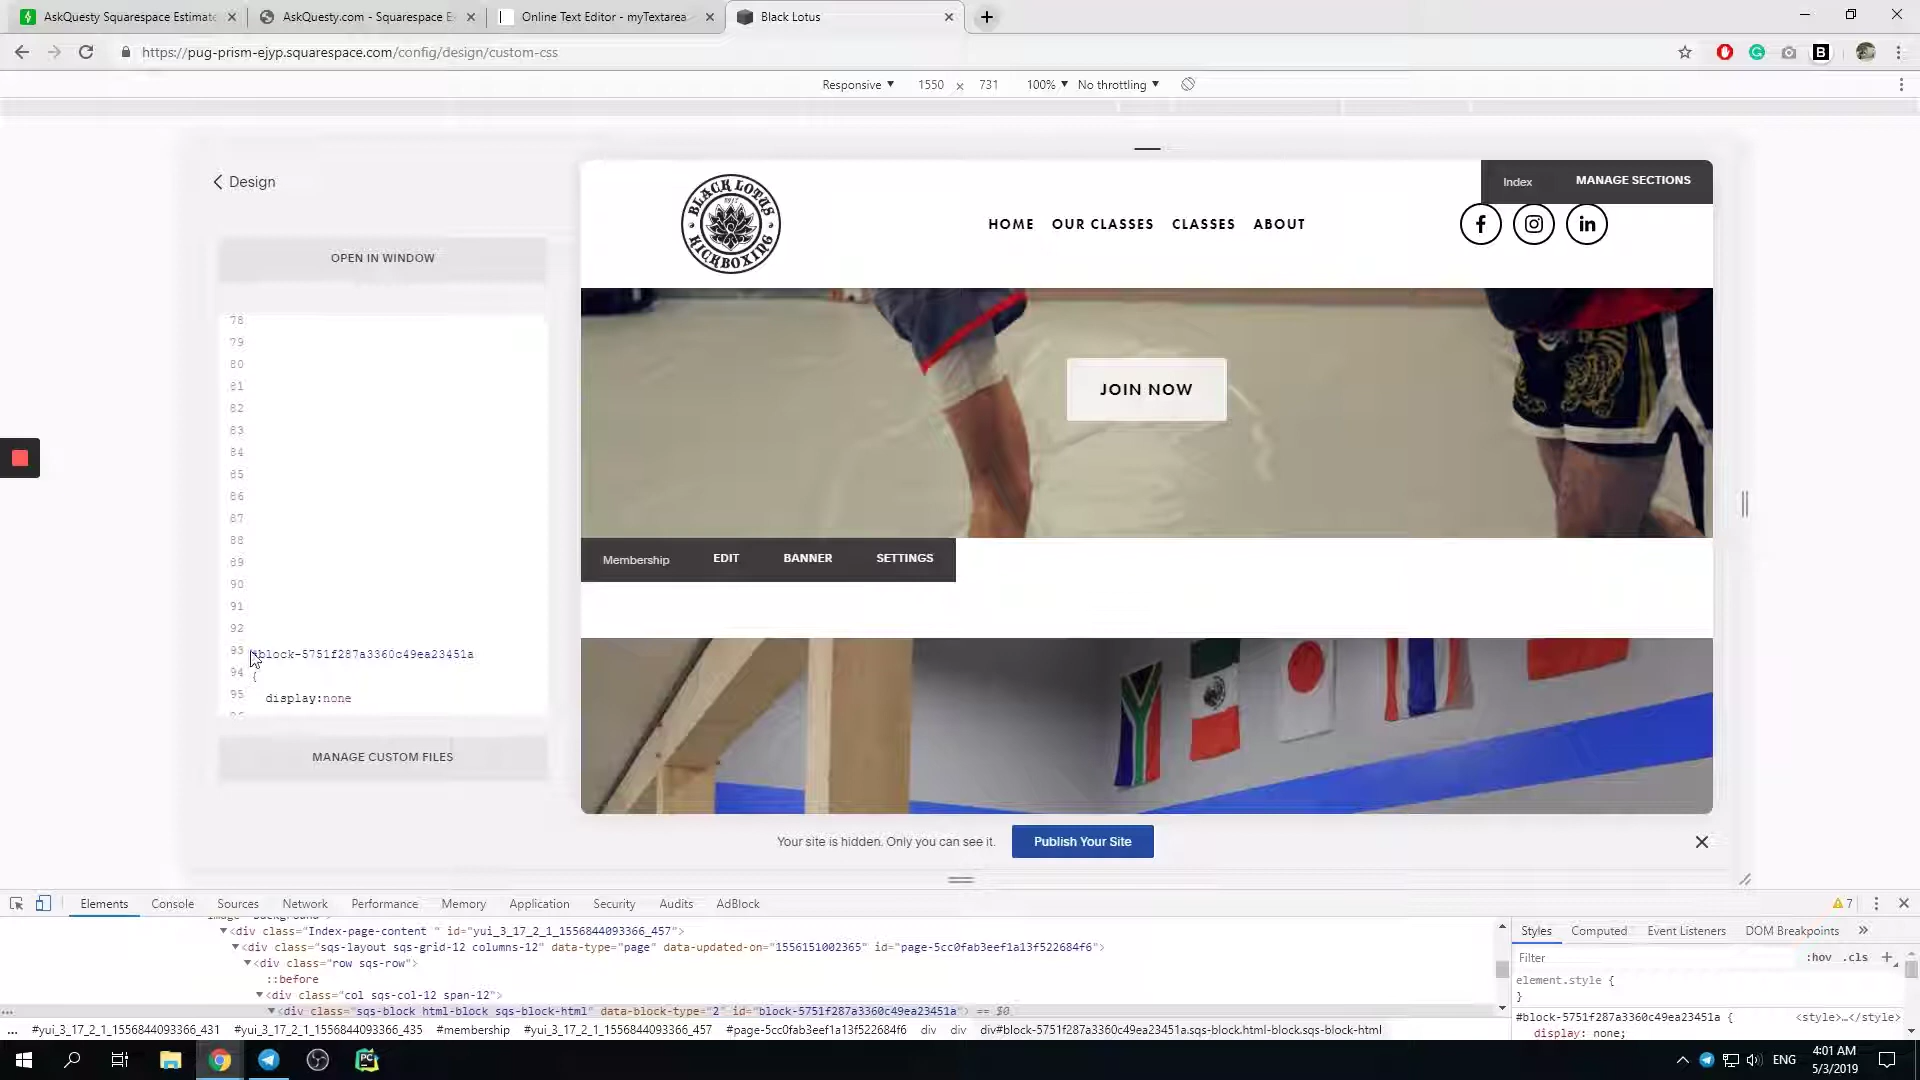 AskQuesty Squarespace Estimate
AskQuesty.com - Squarespace E
Online Text Editor - myTextarea
Black Lotus
https://pug-prism-ejyp.squarespace.com/config/design/custom-css
Responsive 1550 × 731 100% No throttling
Design
OPEN IN WINDOW
78
79
80
81
82
83
84
85
86
87
88
89
90
91
92
93 #block-5751f287a3360c49ea23451a
94 {
95 display:none
MANAGE CUSTOM FILES
BLACK LOTUS
KICKBOXING
HOME OUR CLASSES CLASSES ABOUT
Index MANAGE SECTIONS
JOIN NOW
Membership EDIT BANNER SETTINGS
Your site is hidden. Only you can see it. Publish Your Site
Elements Console Sources Network Performance Memory Application Security Audits AdBlock 7
<div class="Index-page-content " id="yui_3_17_2_1_1556844093366_457">
<div class="sqs-layout sqs-grid-12 columns-12" data-type="page" data-updated-on="1556151002365" id="page-5cc0fab3eef1a13f522684f6">
<div class="row sqs-row">
::before
<div class="col sqs-col-12 span-12">
<div class="sqs-block html-block sqs-block-html" data-block-type="2" id="block-5751f287a3360c49ea23451a"> == $0
... #yui_3_17_2_1_1556844093366_431 #yui_3_17_2_1_1556844093366_435 #membership #yui_3_17_2_1_1556844093366_457 #page-5cc0fab3eef1a13f522684f6 div div div#block-5751f287a3360c49ea23451a.sqs-block.html-block.sqs-block-html
Styles Computed Event Listeners DOM Breakpoints »
Filter :hov .cls +
element.style {
}
#block-5751f287a3360c49ea23451a { <style>…</style>
display: none;
ENG
4:01 AM
5/3/2019